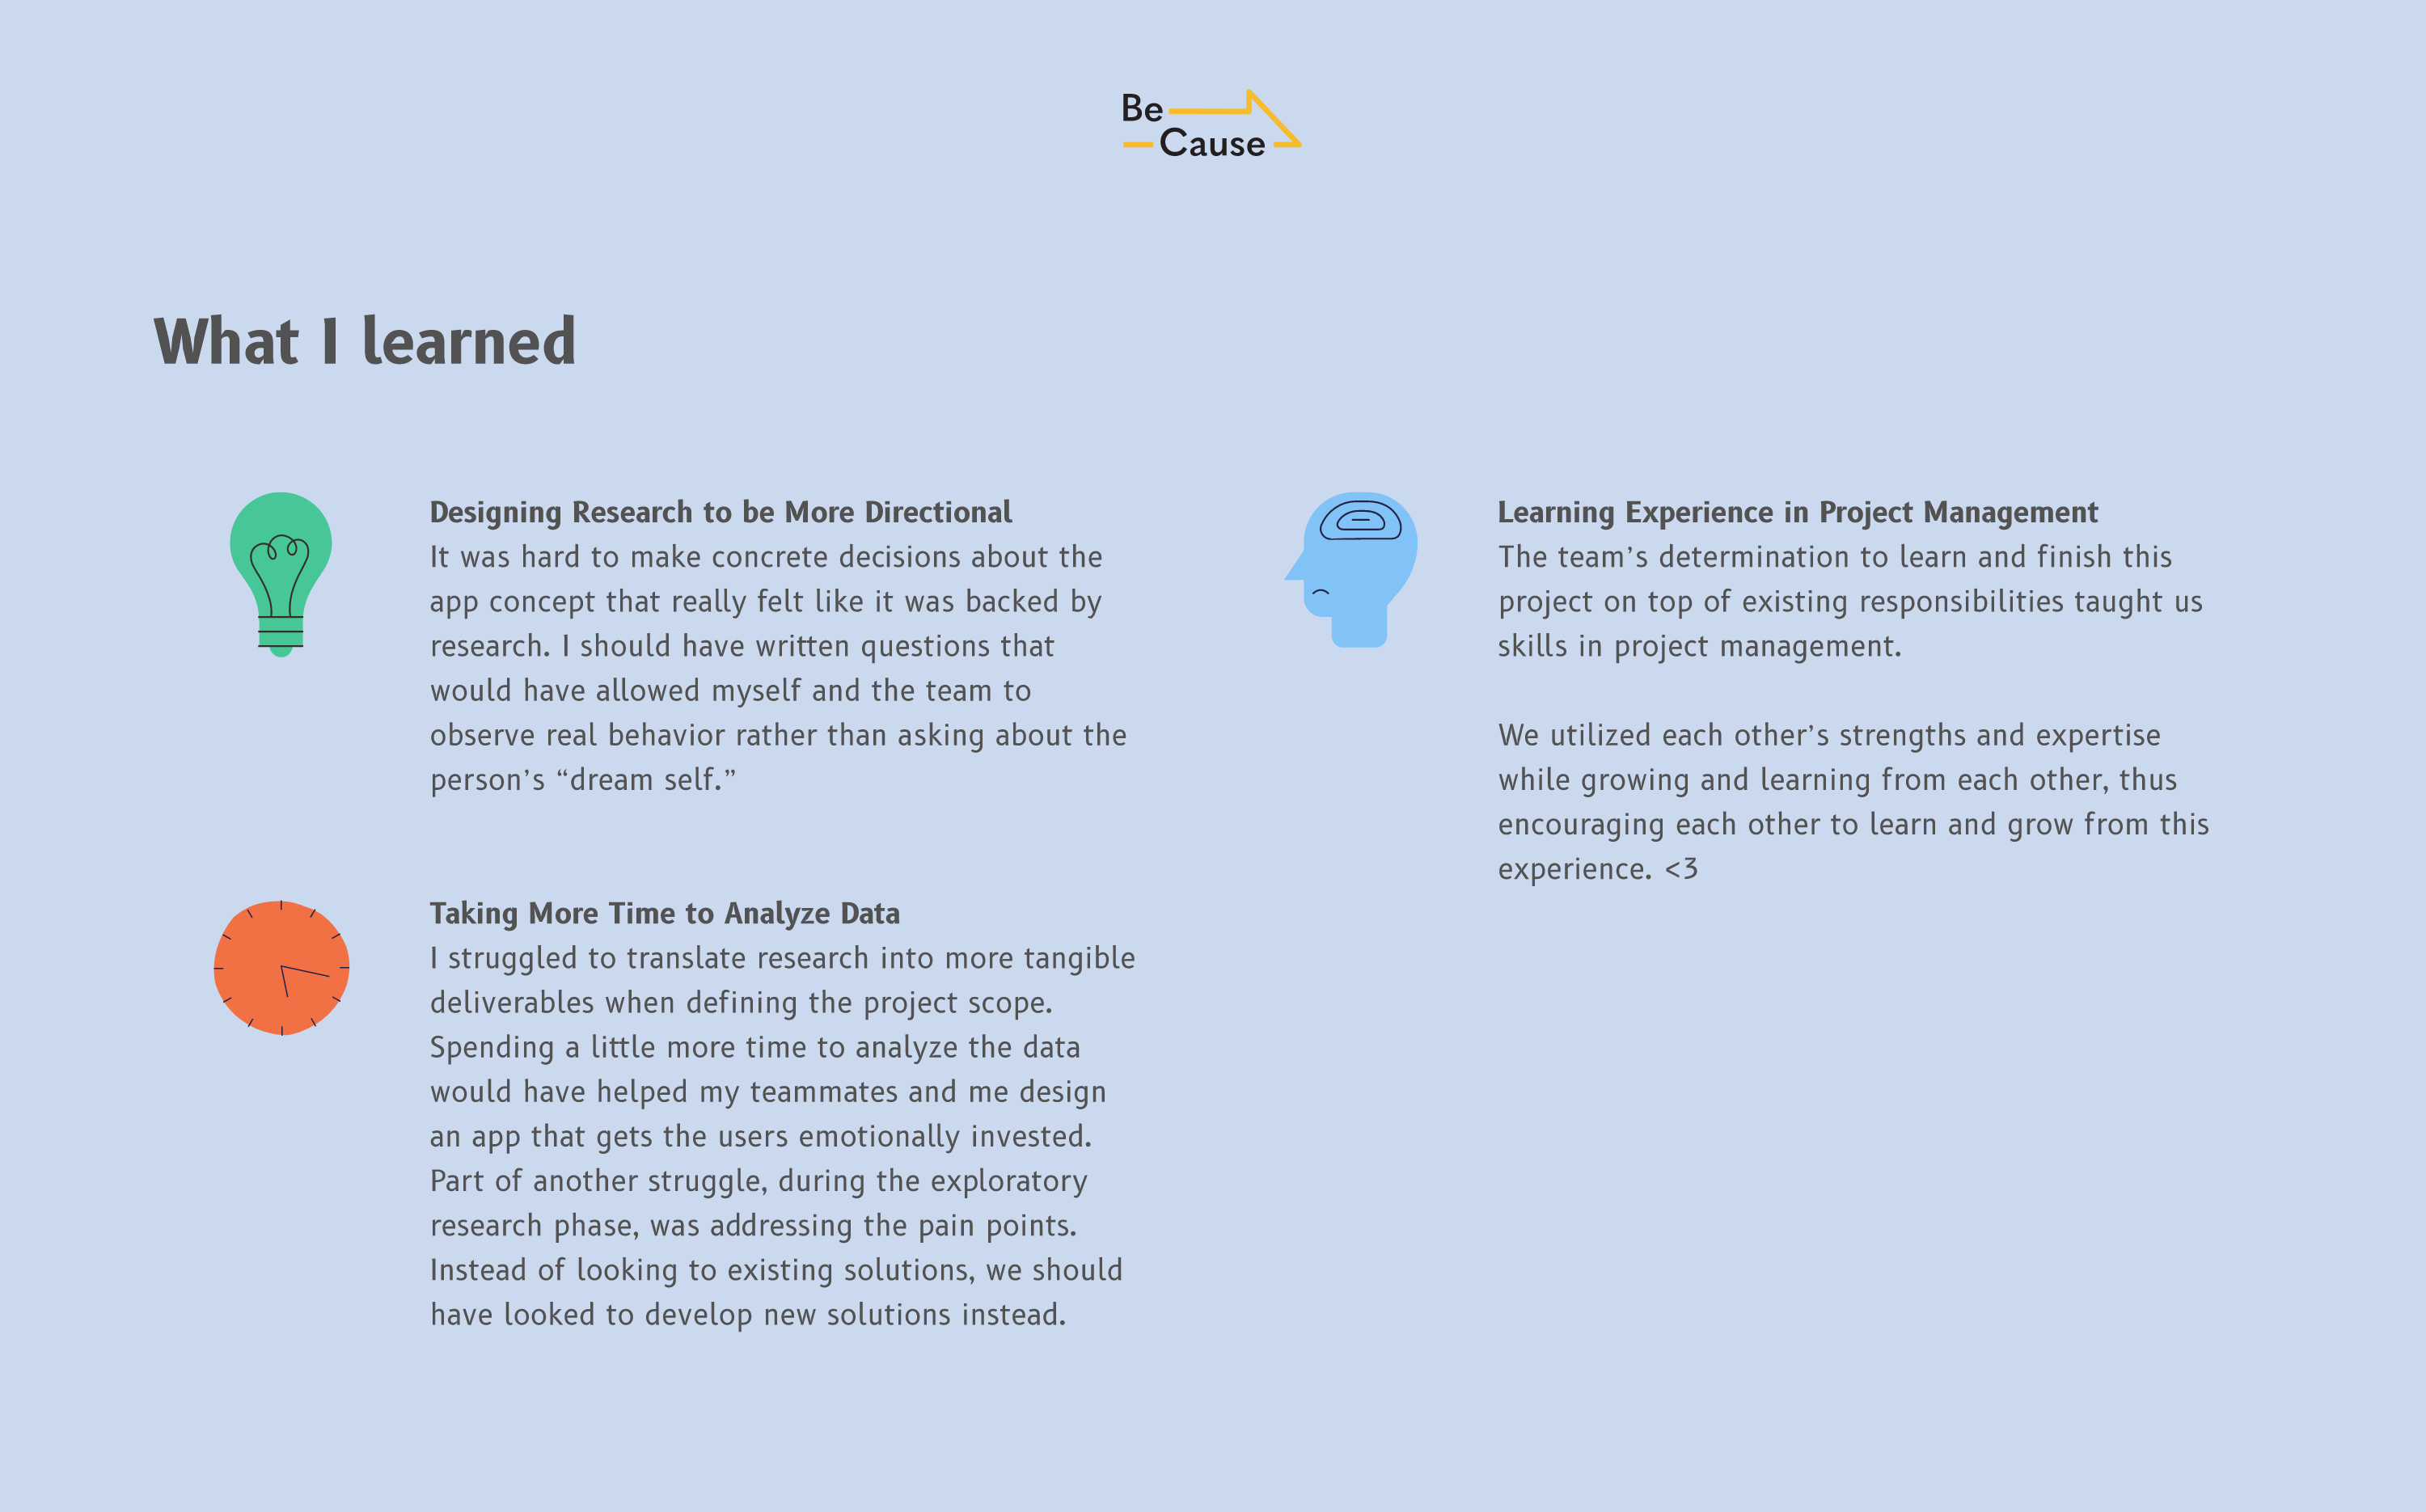 Be
Cause
What I learned
Designing Research to be More Directional
It was hard to make concrete decisions about the
app concept that really felt like it was backed by
research. I should have written questions that
would have allowed myself and the team to
observe real behavior rather than asking about the
person’s “dream self.”
Taking More Time to Analyze Data
I struggled to translate research into more tangible
deliverables when defining the project scope.
Spending a little more time to analyze the data
would have helped my teammates and me design
an app that gets the users emotionally invested.
Part of another struggle, during the exploratory
research phase, was addressing the pain points.
Instead of looking to existing solutions, we should
have looked to develop new solutions instead.
Learning Experience in Project Management
The team’s determination to learn and finish this
project on top of existing responsibilities taught us
skills in project management.
We utilized each other’s strengths and expertise
while growing and learning from each other, thus
encouraging each other to learn and grow from this
experience. <3